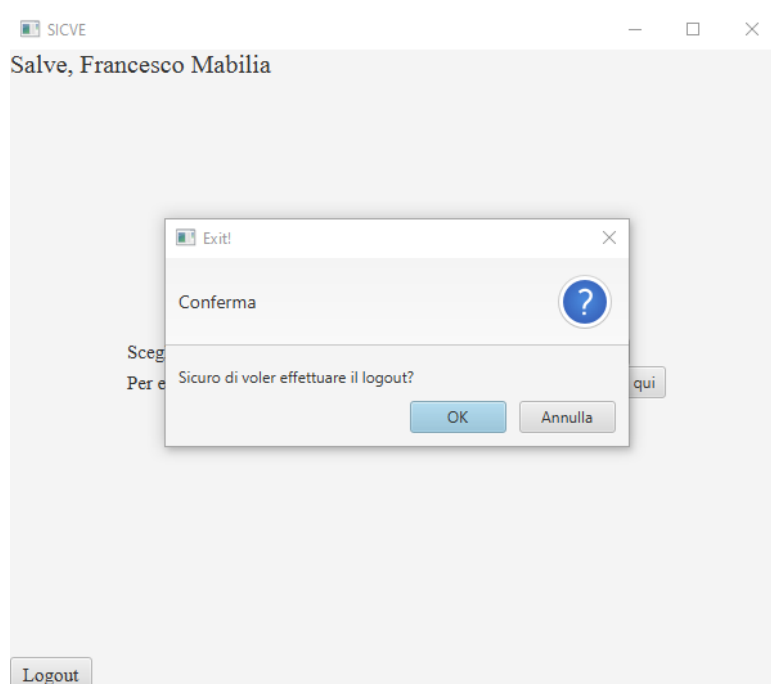 SICVE
Salve, Francesco Mabilia
Exit!
Conferma
Sceg
Per e
Sicuro di voler effettuare il logout?
qui
OK Annulla
Logout